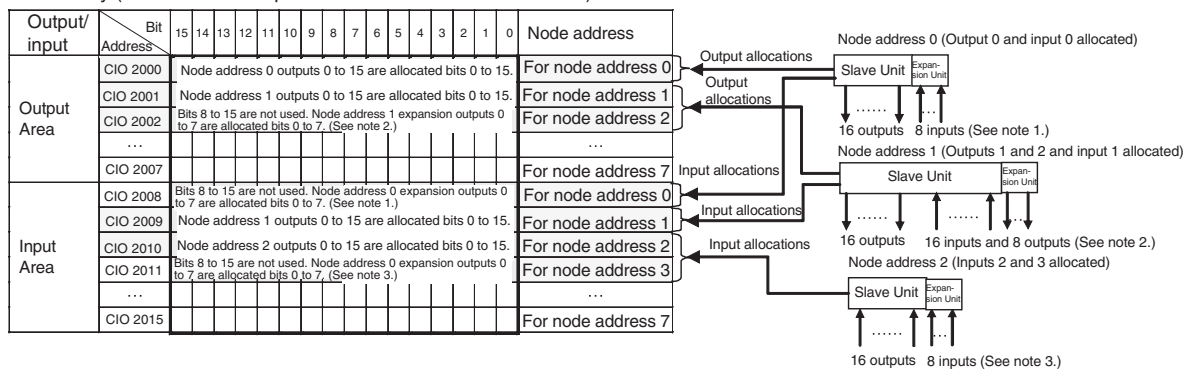 Output/ input
Bit
Address
15 14 13 12 11 10 9 8 7 6 5 4 3 2 1 0
Node address
Output Area
CIO 2000
Node address 0 outputs 0 to 15 are allocated bits 0 to 15.
For node address 0
CIO 2001
Node address 1 outputs 0 to 15 are allocated bits 0 to 15.
For node address 1
CIO 2002
Bits 8 to 15 are not used. Node address 1 expansion outputs 0
to 7 are allocated bits 0 to 7. (See note 2.)
For node address 2
...
...
CIO 2007
For node address 7
Input Area
CIO 2008
Bits 8 to 15 are not used. Node address 0 expansion outputs 0
to 7 are allocated bits 0 to 7. (See note 1.)
For node address 0
CIO 2009
Node address 1 outputs 0 to 15 are allocated bits 0 to 15.
For node address 1
CIO 2010
Node address 2 outputs 0 to 15 are allocated bits 0 to 15.
For node address 2
CIO 2011
Bits 8 to 15 are not used. Node address 0 expansion outputs 0
to 7 are allocated bits 0 to 7, (See note 3.)
For node address 3
...
...
CIO 2015
For node address 7
Output allocations
Output
allocations
Input allocations
Input allocations
Input allocations
Node address 0 (Output 0 and input 0 allocated)
Slave Unit
Expan-
sion Unit
......
...
16 outputs 8 inputs (See note 1.)
Node address 1 (Outputs 1 and 2 and input 1 allocated)
Slave Unit
Expan-
sion Unit
......
......
...
16 outputs 16 inputs and 8 outputs (See note 2.)
Node address 2 (Inputs 2 and 3 allocated)
Slave Unit
Expan-
sion Unit
......
...
16 outputs 8 inputs (See note 3.)